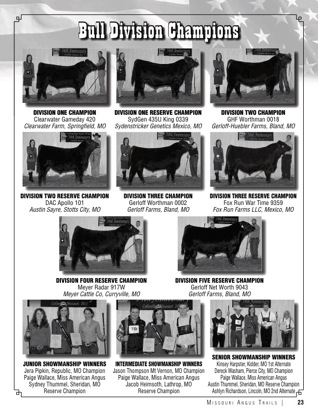 Bull Division Champions
DIVISION ONE CHAMPION
Clearwater Gameday 420
Clearwater Farm, Springfield, MO
DIVISION ONE RESERVE CHAMPION
SydGen 435U King 0339
Sydenstricker Genetics Mexico, MO
DIVISION TWO CHAMPION
GHF Worthman 0018
Gerloff-Huebler Farms, Bland, MO
DIVISION TWO RESERVE CHAMPION
DAC Apollo 101
Austin Sayre, Stotts City, MO
DIVISION THREE CHAMPION
Gerloff Worthman 0002
Gerloff Farms, Bland, MO
DIVISION THREE RESERVE CHAMPION
Fox Run War Time 9359
Fox Run Farms LLC, Mexico, MO
DIVISION FOUR RESERVE CHAMPION
Meyer Radar 917W
Meyer Cattle Co, Curryville, MO
DIVISION FIVE RESERVE CHAMPION
Gerloff Net Worth 9043
Gerloff Farms, Bland, MO
JUNIOR SHOWMANSHIP WINNERS
Jera Pipkin, Republic, MO Champion
Paige Wallace, Miss American Angus
Sydney Thummel, Sheridan, MO
Reserve Champion
INTERMEDIATE SHOWMANSHIP WINNERS
Jason Thompson Mt Vernon, MO Champion
Paige Wallace, Miss American Angus
Jacob Heimsoth, Lathrop, MO
Reserve Champion
SENIOR SHOWMANSHIP WINNERS
Kinsey Harpster, Kidder, MO 1st Alternate
Dereck Washam, Pierce City, MO Champion
Paige Wallace, Miss American Angus
Austin Thummel, Sheridan, MO Reserve Champion
Ashlyn Richardson, Lincoln, MO 2nd Alternate
Missouri Angus Trails | 23